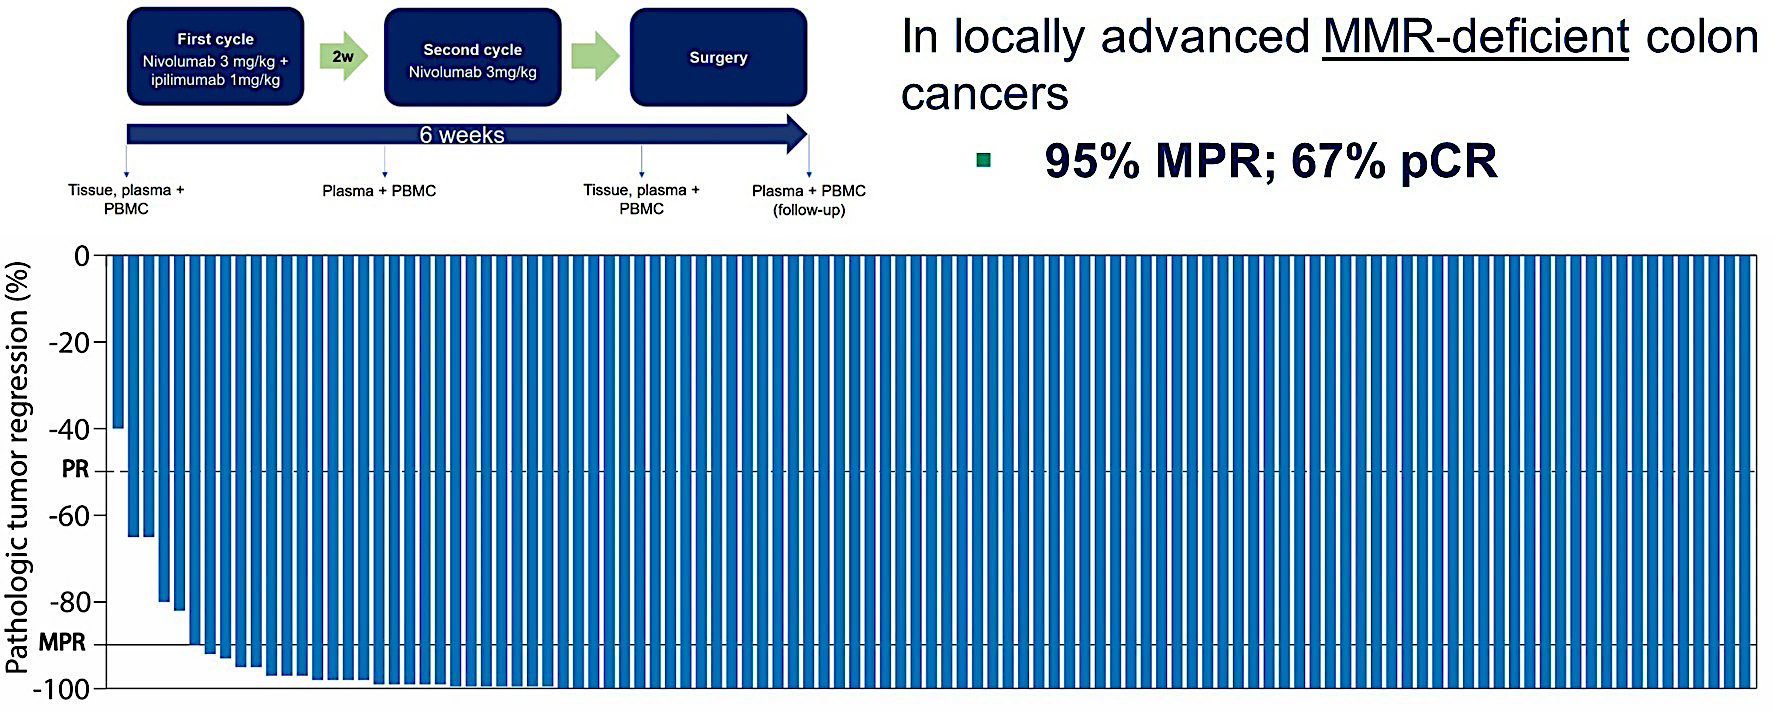 First cycle
Nivolumab 3 mg/kg +
ipilimumab 1mg/kg
2w
Second cycle
Nivolumab 3mg/kg
Surgery
6 weeks
Tissue, plasma +
PBMC
Plasma + PBMC
Tissue, plasma +
PBMC
Plasma + PBMC
(follow-up)
In locally advanced MMR-deficient colon
cancers
95% MPR; 67% pCR
Pathologic tumor regression (%)
0
-20
-40
PR
-60
-80
MPR
-100